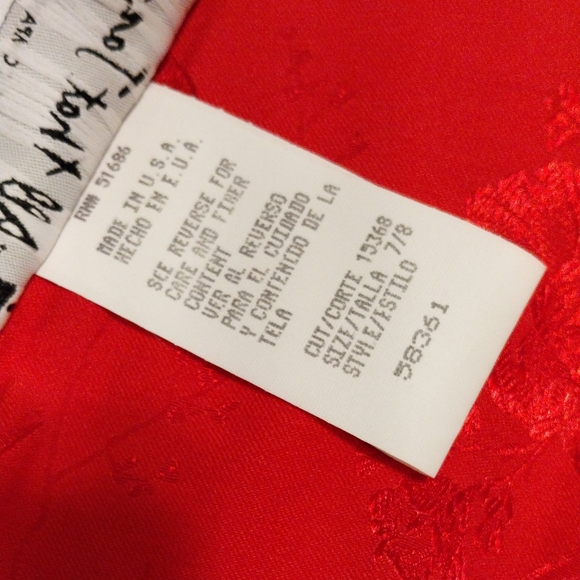 RNM 51686
MADE IN U.S.A.
HECHO EN E.U.A.
SEE REVERSE FOR
CARE AND FIBER
CONTENT
VER AL REVERSO
PARA EL CUIDADO
Y CONTENIDO DE LA
TELA
CUT/CORTE 15368
SIZE/TALLA 7/8
STYLE/ESTILO
58361